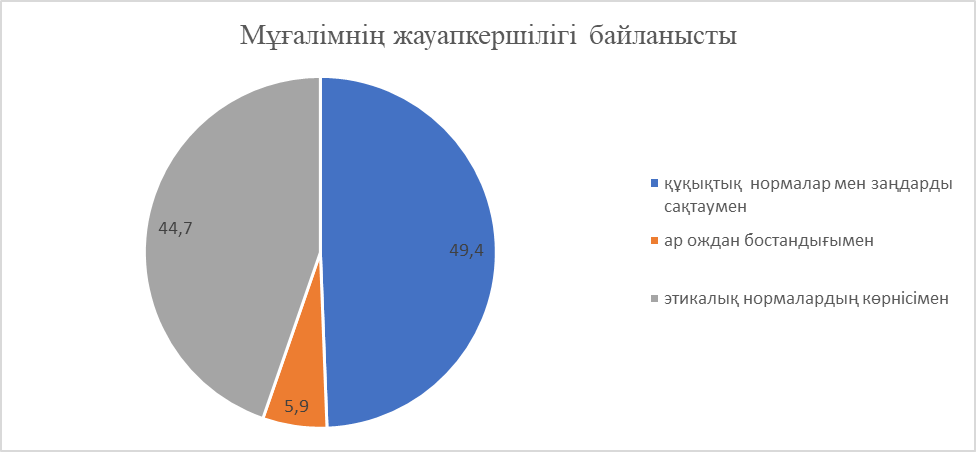 Мұғалімнің жауапкершілігі байланысты
44,7
49,4
5,9
құқықтық нормалар мен заңдарды
сақтаумен
ар ождан бостандығымен
этикалық нормалардың көрнісімен